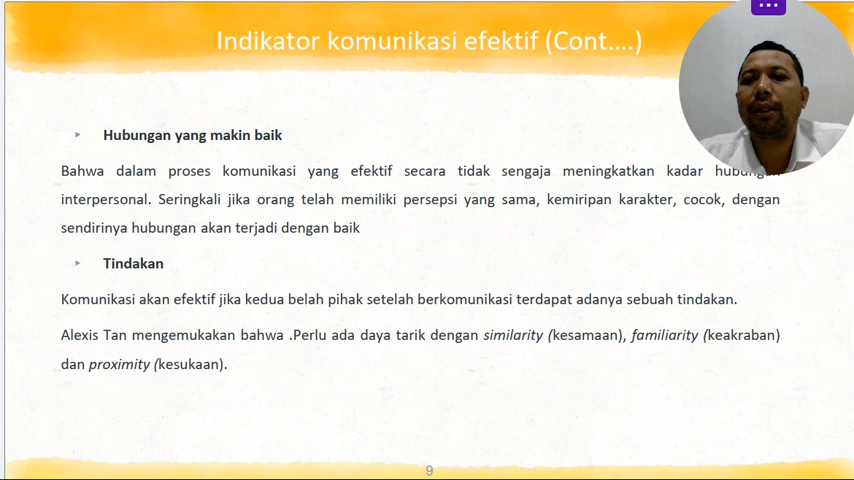 Indikator komunikasi efektif (Cont….)
Hubungan yang makin baik
Bahwa dalam proses komunikasi yang efektif secara tidak sengaja meningkatkan kadar hubungan
interpersonal. Seringkali jika orang telah memiliki persepsi yang sama, kemiripan karakter, cocok, dengan
sendirinya hubungan akan terjadi dengan baik
Tindakan
Komunikasi akan efektif jika kedua belah pihak setelah berkomunikasi terdapat adanya sebuah tindakan.
Alexis Tan mengemukakan bahwa .Perlu ada daya tarik dengan similarity (kesamaan), familiarity (keakraban)
dan proximity (kesukaan).
9